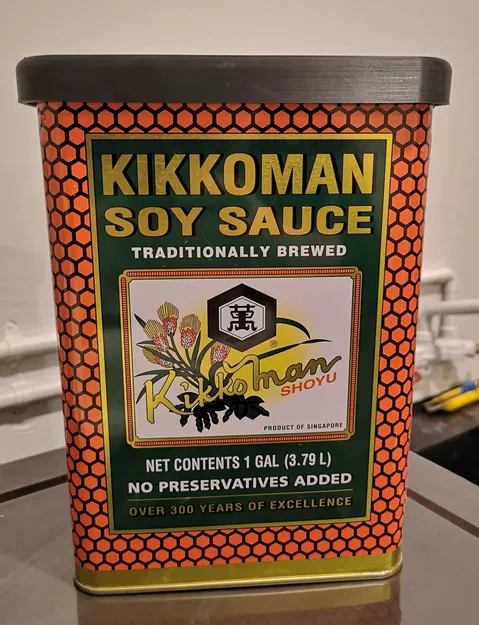 KIKKOMAN
SOY SAUCE
TRADITIONALLY BREWED
萬
®
Kikkoman
SHOYU
PRODUCT OF SINGAPORE
NET CONTENTS 1 GAL (3.79 L)
NO PRESERVATIVES ADDED
OVER 300 YEARS OF EXCELLENCE